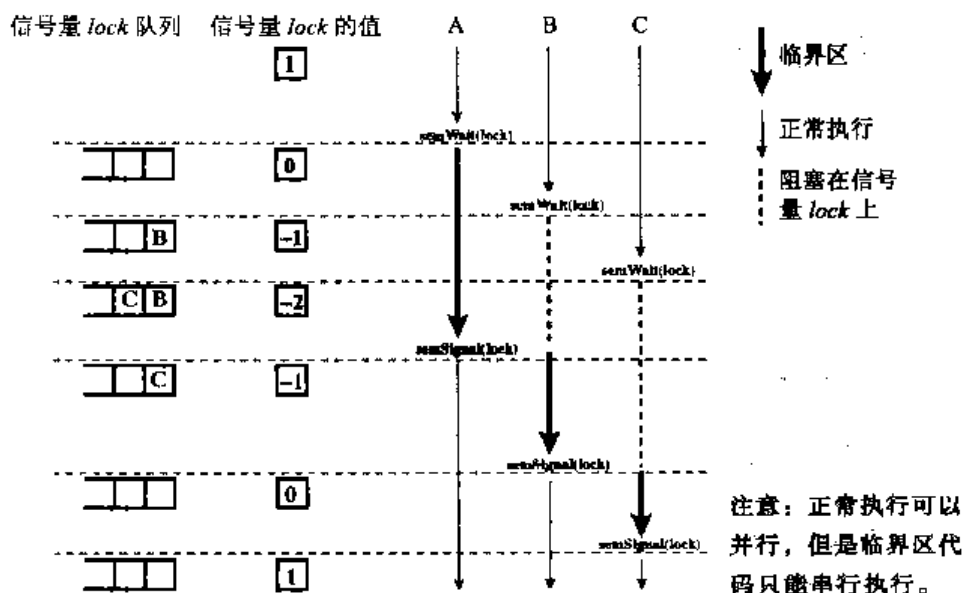 信号量 lock 队列 信号量 lock 的值 A B C
1
临界区
正常执行
阻塞在信号
量 lock 上
semWait(lock)
0
semWait(lock)
B -1
semWait(lock)
C B -2
semSignal(lock)
C -1
semSignal(lock)
0
semSignal(lock)
1
注意：正常执行可以
并行，但是临界区代
码只能串行执行。